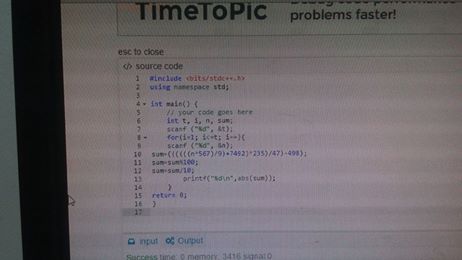 TimeToPic
problems faster!
esc to close
</> source code
1 #include <bits/stdc++.h>
2 using namespace std;
3
4 int main() {
5 // your code goes here
6 int t, i, n, sum;
7 scanf ("%d", &t);
8 for(i=1; i<=t; i++){
9 scanf ("%d", &n);
10 sum=((((((n*567)/9)+7492)*235)/47)-498);
11 sum=sum%100;
12 sum=sum/10;
13 printf("%d\n",abs(sum));
14 }
15 return 0;
16 }
17
input Output
Success time: 0 memory: 3416 signal:0